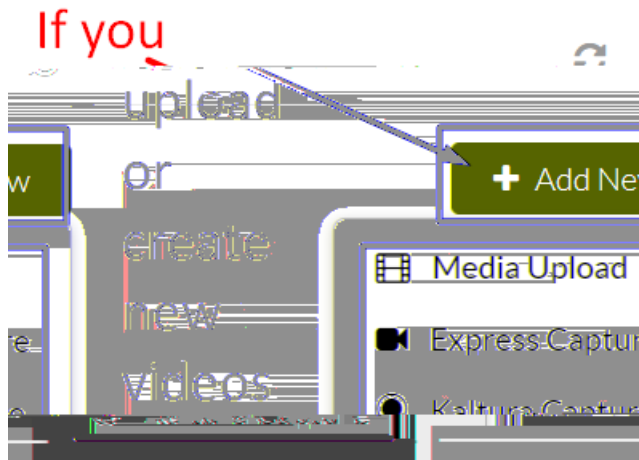 If you
upload
or
create
new
videos
w
Add Ne
Media Upload
e
Express Captur
Kaltura Captur